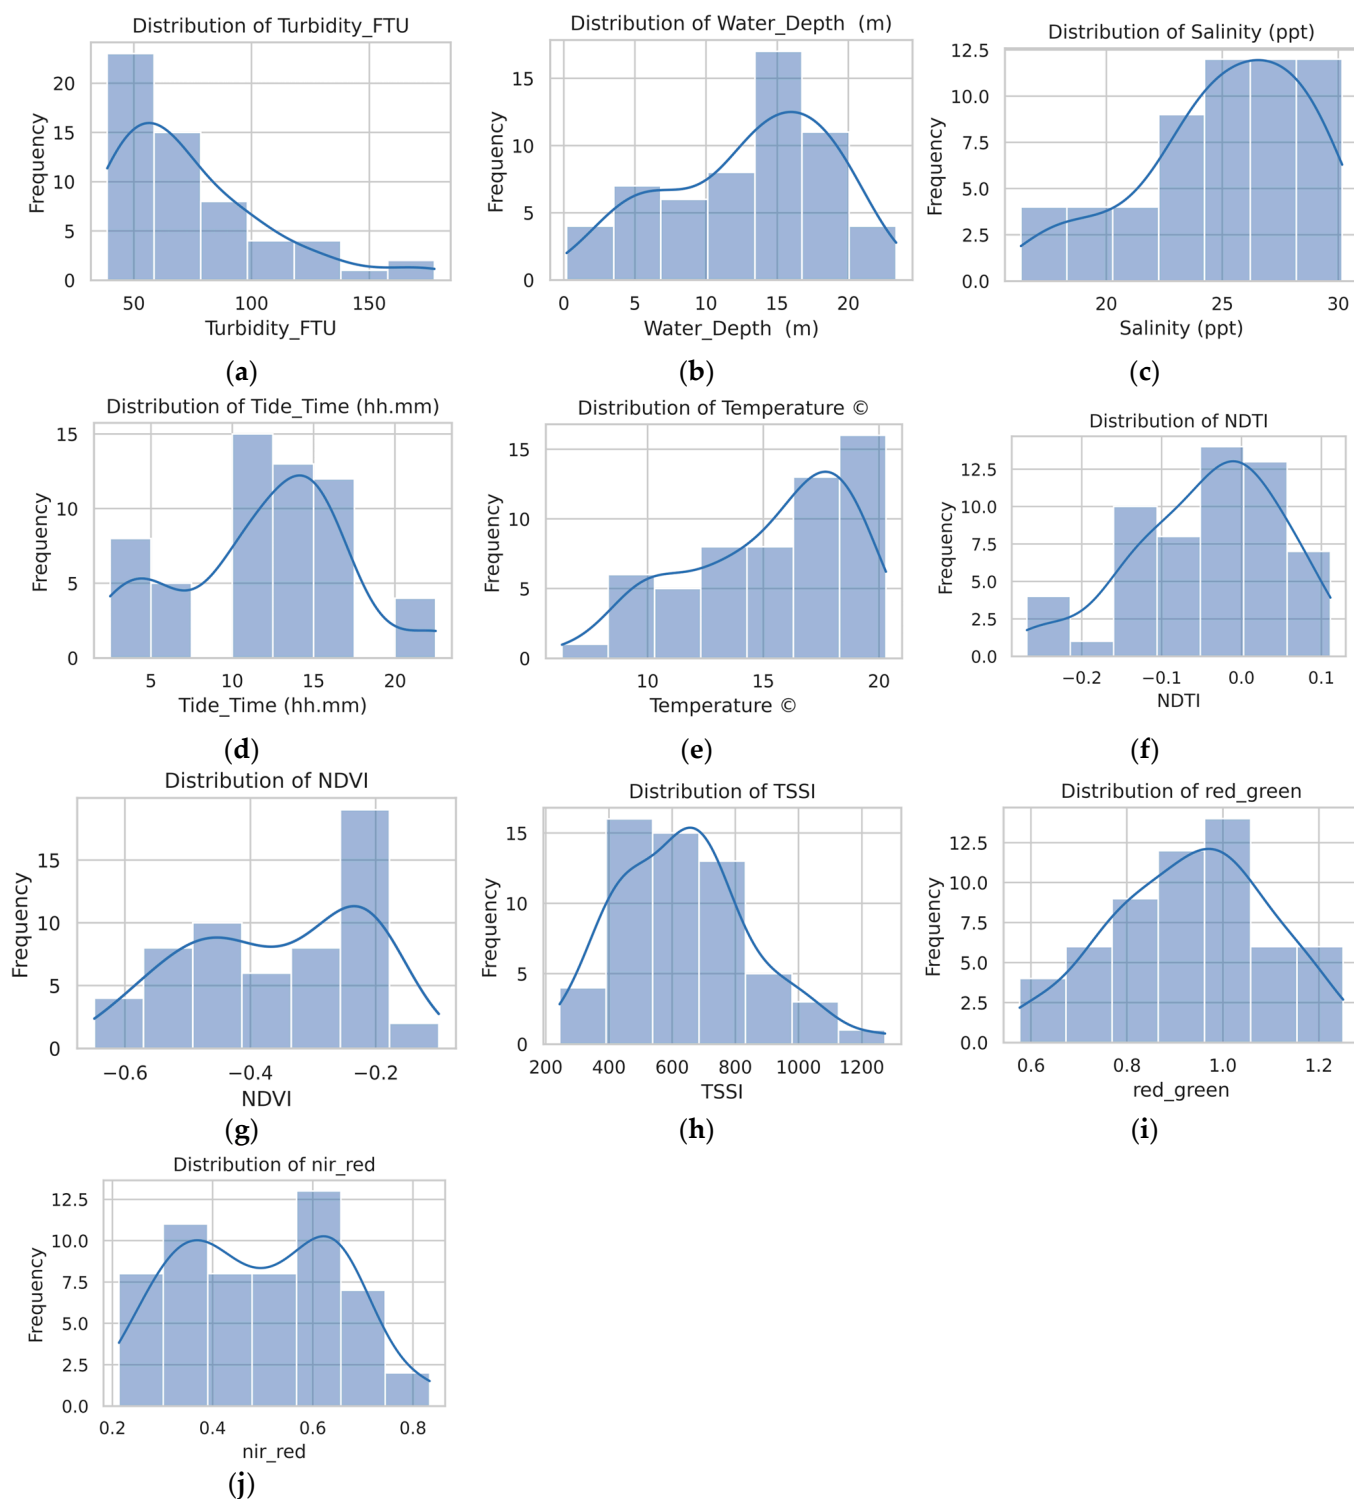 Distribution of Turbidity_FTU
Frequency
20
15
10
5
0
50 100 150
Turbidity_FTU
(a)
Distribution of Water_Depth  (m)
Frequency
15
10
5
0
0 5 10 15 20
Water_Depth  (m)
(b)
Distribution of Salinity (ppt)
Frequency
12.5
10.0
7.5
5.0
2.5
0.0
20 25 30
Salinity (ppt)
(c)
Distribution of Tide_Time (hh.mm)
Frequency
15
10
5
0
5 10 15 20
Tide_Time (hh.mm)
(d)
Distribution of Temperature ©
Frequency
15
10
5
0
10 15 20
Temperature ©
(e)
Distribution of NDTI
Frequency
12.5
10.0
7.5
5.0
2.5
0.0
−0.2 −0.1 0.0 0.1
NDTI
(f)
Distribution of NDVI
Frequency
15
10
5
0
−0.6 −0.4 −0.2
NDVI
(g)
Distribution of TSSI
Frequency
15
10
5
0
200 400 600 800 1000 1200
TSSI
(h)
Distribution of red_green
Frequency
12.5
10.0
7.5
5.0
2.5
0.0
0.6 0.8 1.0 1.2
red_green
(i)
Distribution of nir_red
Frequency
12.5
10.0
7.5
5.0
2.5
0.0
0.2 0.4 0.6 0.8
nir_red
(j)